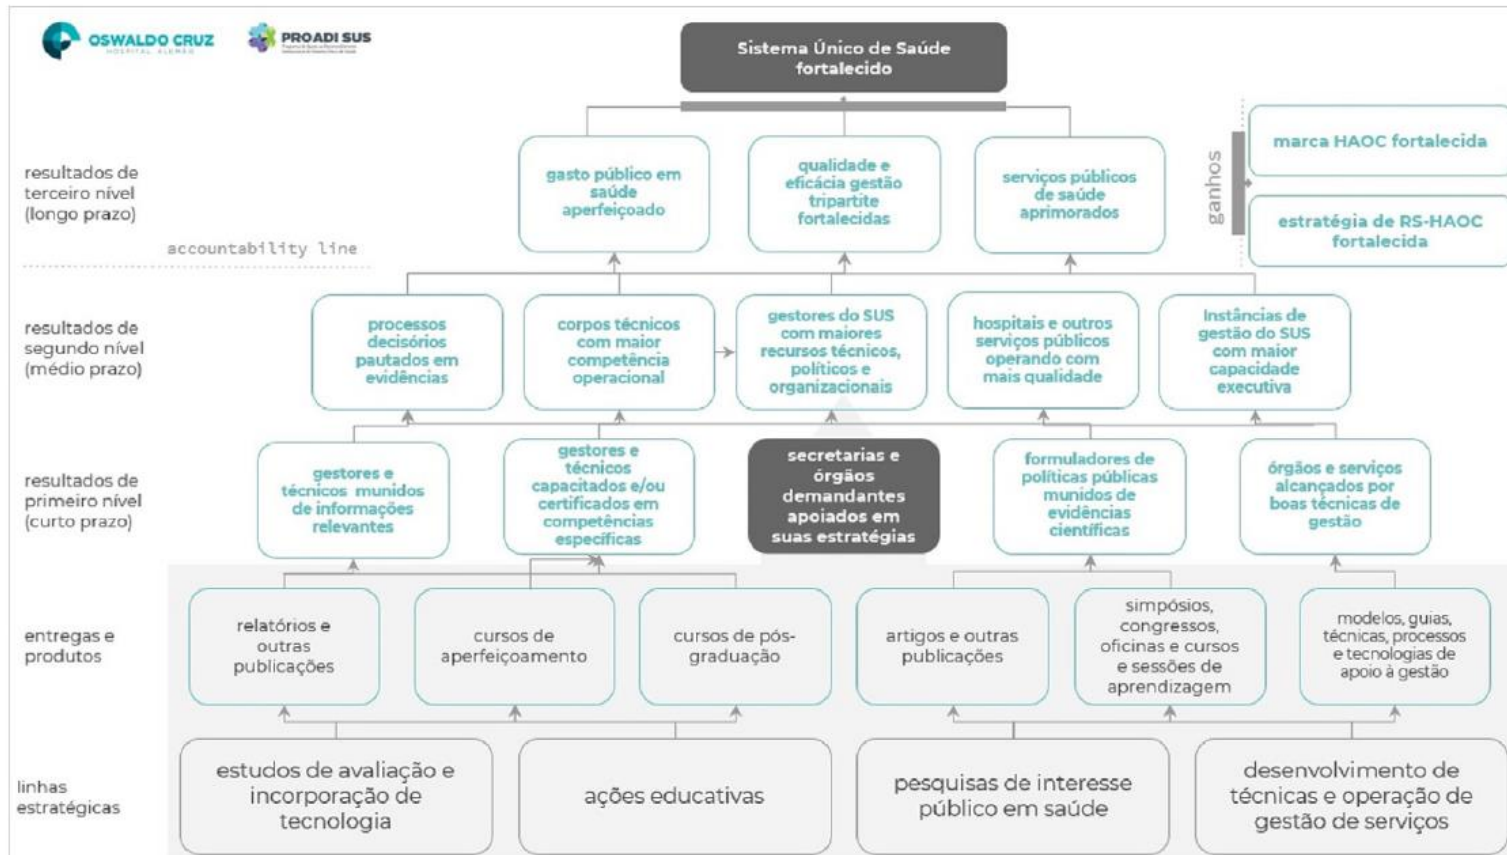 OSWALDO CRUZ
HOSPITAL ALEMÃO
PROADI SUS
Sistema Único de Saúde
fortalecido
resultados de
terceiro nível
(longo prazo)
gasto público em
saúde
aperfeiçoado
qualidade e
eficácia gestão
tripartite
fortalecidas
serviços públicos
de saúde
aprimorados
ganhos
marca HAOC fortalecida
estratégia de RS-HAOC
fortalecida
accountability line
resultados de
segundo nível
(médio prazo)
processos
decisórios
pautados em
evidências
corpos técnicos
com maior
competência
operacional
gestores do SUS
com maiores
recursos técnicos,
políticos e
organizacionais
hospitais e outros
serviços públicos
operando com
mais qualidade
Instâncias de
gestão do SUS
com maior
capacidade
executiva
resultados de
primeiro nível
(curto prazo)
gestores e
técnicos munidos
de informações
relevantes
gestores e
técnicos
capacitados e/ou
certificados em
competências
específicas
secretarias e
órgãos
demandantes
apoiados em
suas estratégias
formuladores de
políticas públicas
munidos de
evidências
científicas
órgãos e serviços
alcançados por
boas técnicas de
gestão
entregas e
produtos
relatórios e
outras
publicações
cursos de
aperfeiçoamento
cursos de pós-
graduação
artigos e outras
publicações
simpósios,
congressos,
oficinas e cursos
e sessões de
aprendizagem
modelos, guias,
técnicas, processos
e tecnologias de
apoio à gestão
linhas
estratégicas
estudos de avaliação e
incorporação de
tecnologia
ações educativas
pesquisas de interesse
público em saúde
desenvolvimento de
técnicas e operação de
gestão de serviços